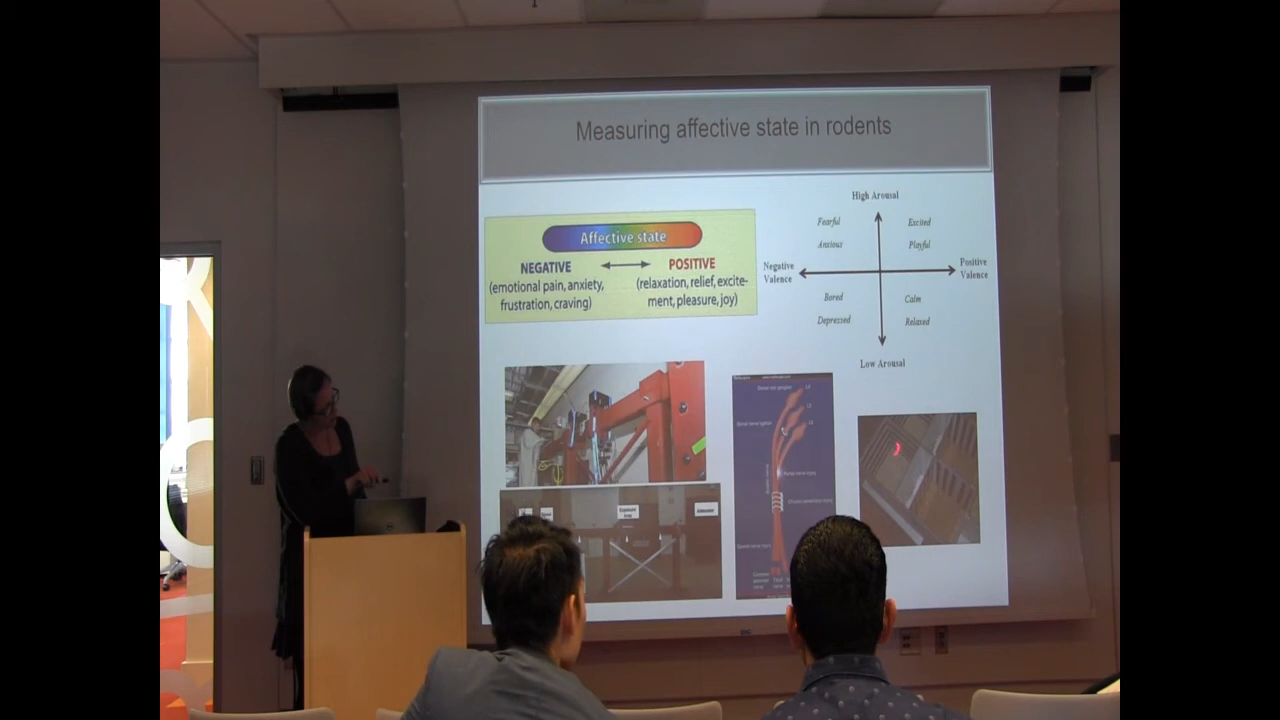 Measuring affective state in rodents
Affective state
NEGATIVE
POSITIVE
(emotional pain, anxiety,
frustration, craving)
(relaxation, relief, excite-
ment, pleasure, joy)
High Arousal
Fearful
Excited
Anxious
Playful
Negative
Valence
Positive
Valence
Bored
Calm
Depressed
Relaxed
Low Arousal
DELL